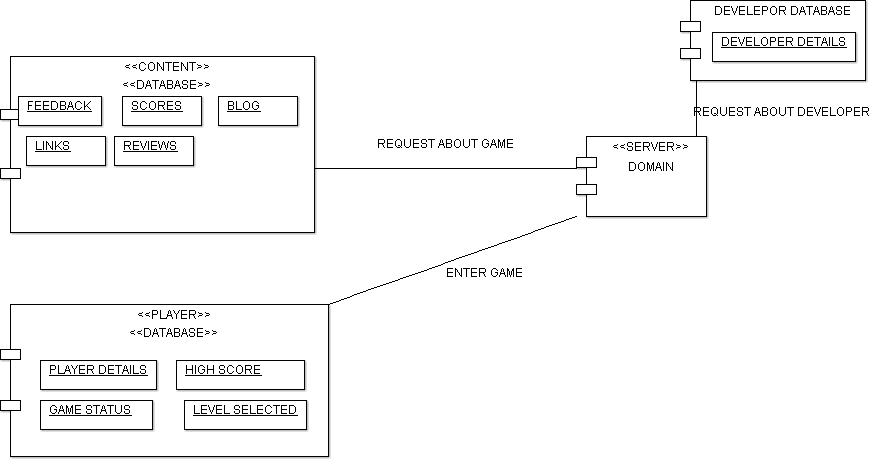 DEVELEPOR DATABASE
DEVELOPER DETAILS
<<CONTENT>>
<<DATABASE>>
FEEDBACK
SCORES
BLOG
LINKS
REVIEWS
REQUEST ABOUT DEVELOPER
REQUEST ABOUT GAME
<<SERVER>>
DOMAIN
ENTER GAME
<<PLAYER>>
<<DATABASE>>
PLAYER DETAILS
HIGH SCORE
GAME STATUS
LEVEL SELECTED